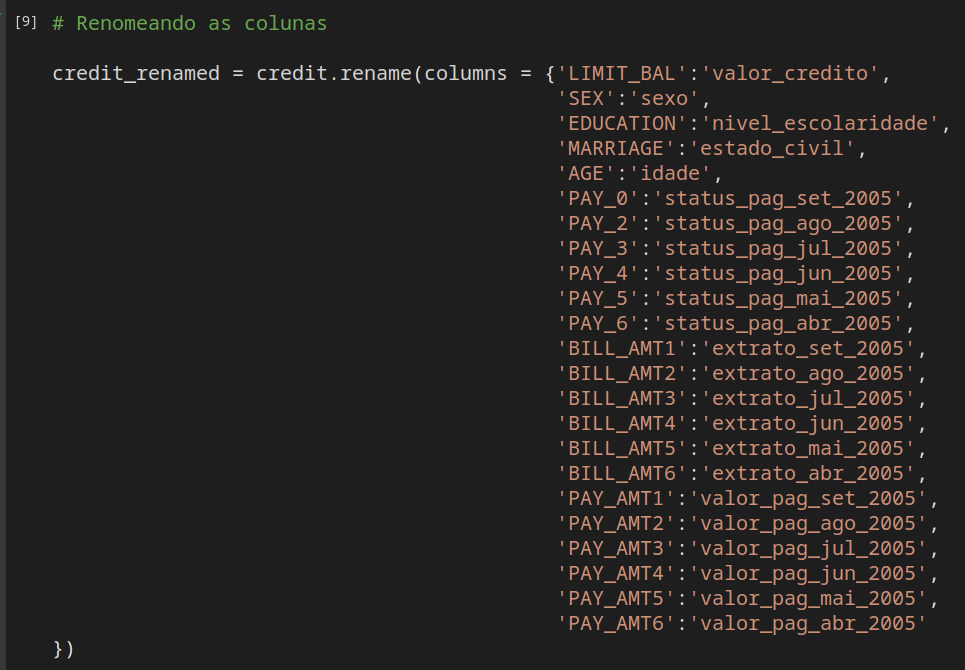 [9] # Renomeando as colunas
credit_renamed = credit.rename(columns = {'LIMIT_BAL':'valor_credito',
'SEX':'sexo',
'EDUCATION':'nivel_escolaridade',
'MARRIAGE':'estado_civil',
'AGE':'idade',
'PAY_0':'status_pag_set_2005',
'PAY_2':'status_pag_ago_2005',
'PAY_3':'status_pag_jul_2005',
'PAY_4':'status_pag_jun_2005',
'PAY_5':'status_pag_mai_2005',
'PAY_6':'status_pag_abr_2005',
'BILL_AMT1':'extrato_set_2005',
'BILL_AMT2':'extrato_ago_2005',
'BILL_AMT3':'extrato_jul_2005',
'BILL_AMT4':'extrato_jun_2005',
'BILL_AMT5':'extrato_mai_2005',
'BILL_AMT6':'extrato_abr_2005',
'PAY_AMT1':'valor_pag_set_2005',
'PAY_AMT2':'valor_pag_ago_2005',
'PAY_AMT3':'valor_pag_jul_2005',
'PAY_AMT4':'valor_pag_jun_2005',
'PAY_AMT5':'valor_pag_mai_2005',
'PAY_AMT6':'valor_pag_abr_2005'
})